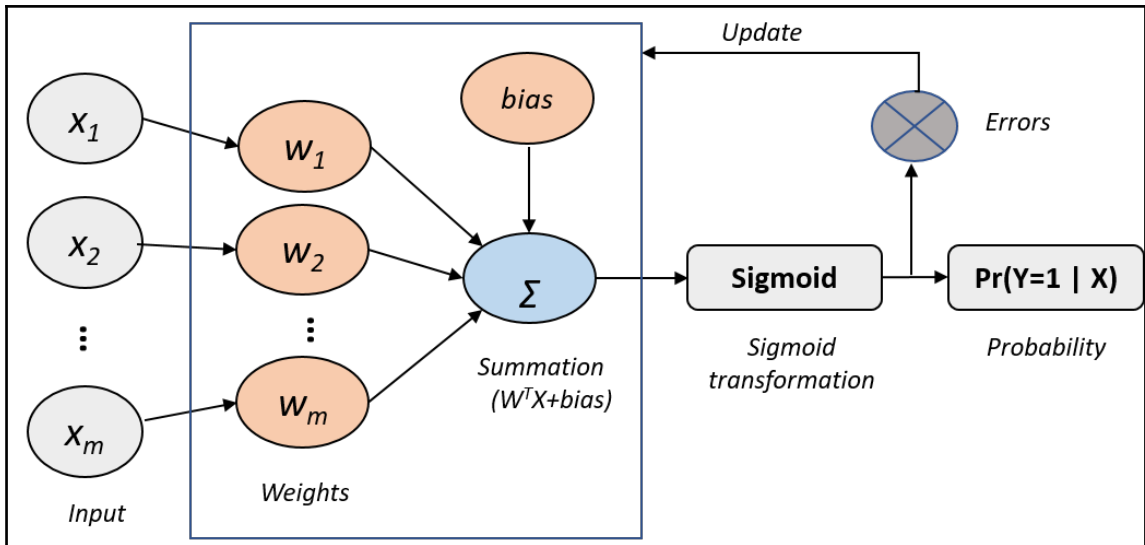 Update
bias
x1
Errors
w1
x2
w2
Σ
Sigmoid
Pr(Y=1 | X)
⋮
⋮
Summation
(WTX+bias)
Sigmoid
transformation
Probability
xm
wm
Weights
Input